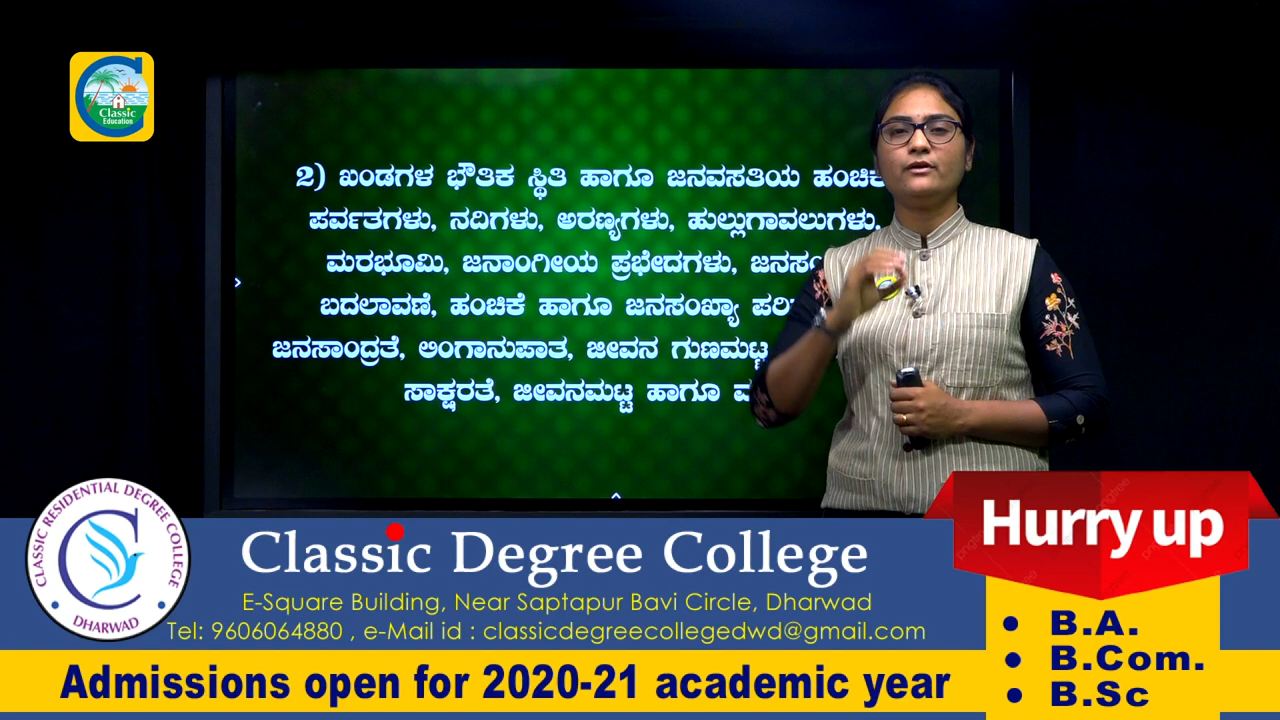 Classic
Education
2) ಖಂಡಗಳ ಭೌತಿಕ ಸ್ಥಿತಿ ಹಾಗೂ ಜನವಸತಿಯ
ಪರ್ವತಗಳು, ನದಿಗಳು, ಅರಣ್ಯಗಳು, ಹುಲ್ಲುಗಾವಲುಗಳು,
ಮರಭೂಮಿ, ಜನಾಂಗೀಯ ಪ್ರಭೇದಗಳು,
ಬದಲಾವಣೆ, ಹಂಚಿಕೆ ಹಾಗೂ ಜನಸಂಖ್ಯಾ
ಜನಸಾಂದ್ರತೆ, ಲಿಂಗಾನುಪಾತ, ಜೀವನ ಗುಣಮಟ್ಟ
ಸಾಕ್ಷರತೆ, ಜೀವನಮಟ್ಟ ಹಾಗೂ
CLASSIC RESIDENTIAL DEGREE COLLEGE
DHARWAD
Classic Degree College
E-Square Building, Near Saptapur Bavi Circle, Dharwad
Tel: 9606064880 , e-Mail id : classicdegreecollegedwd@gmail.com
Admissions open for 2020-21 academic year
Hurry up
• B.A.
• B.Com.
• B.Sc